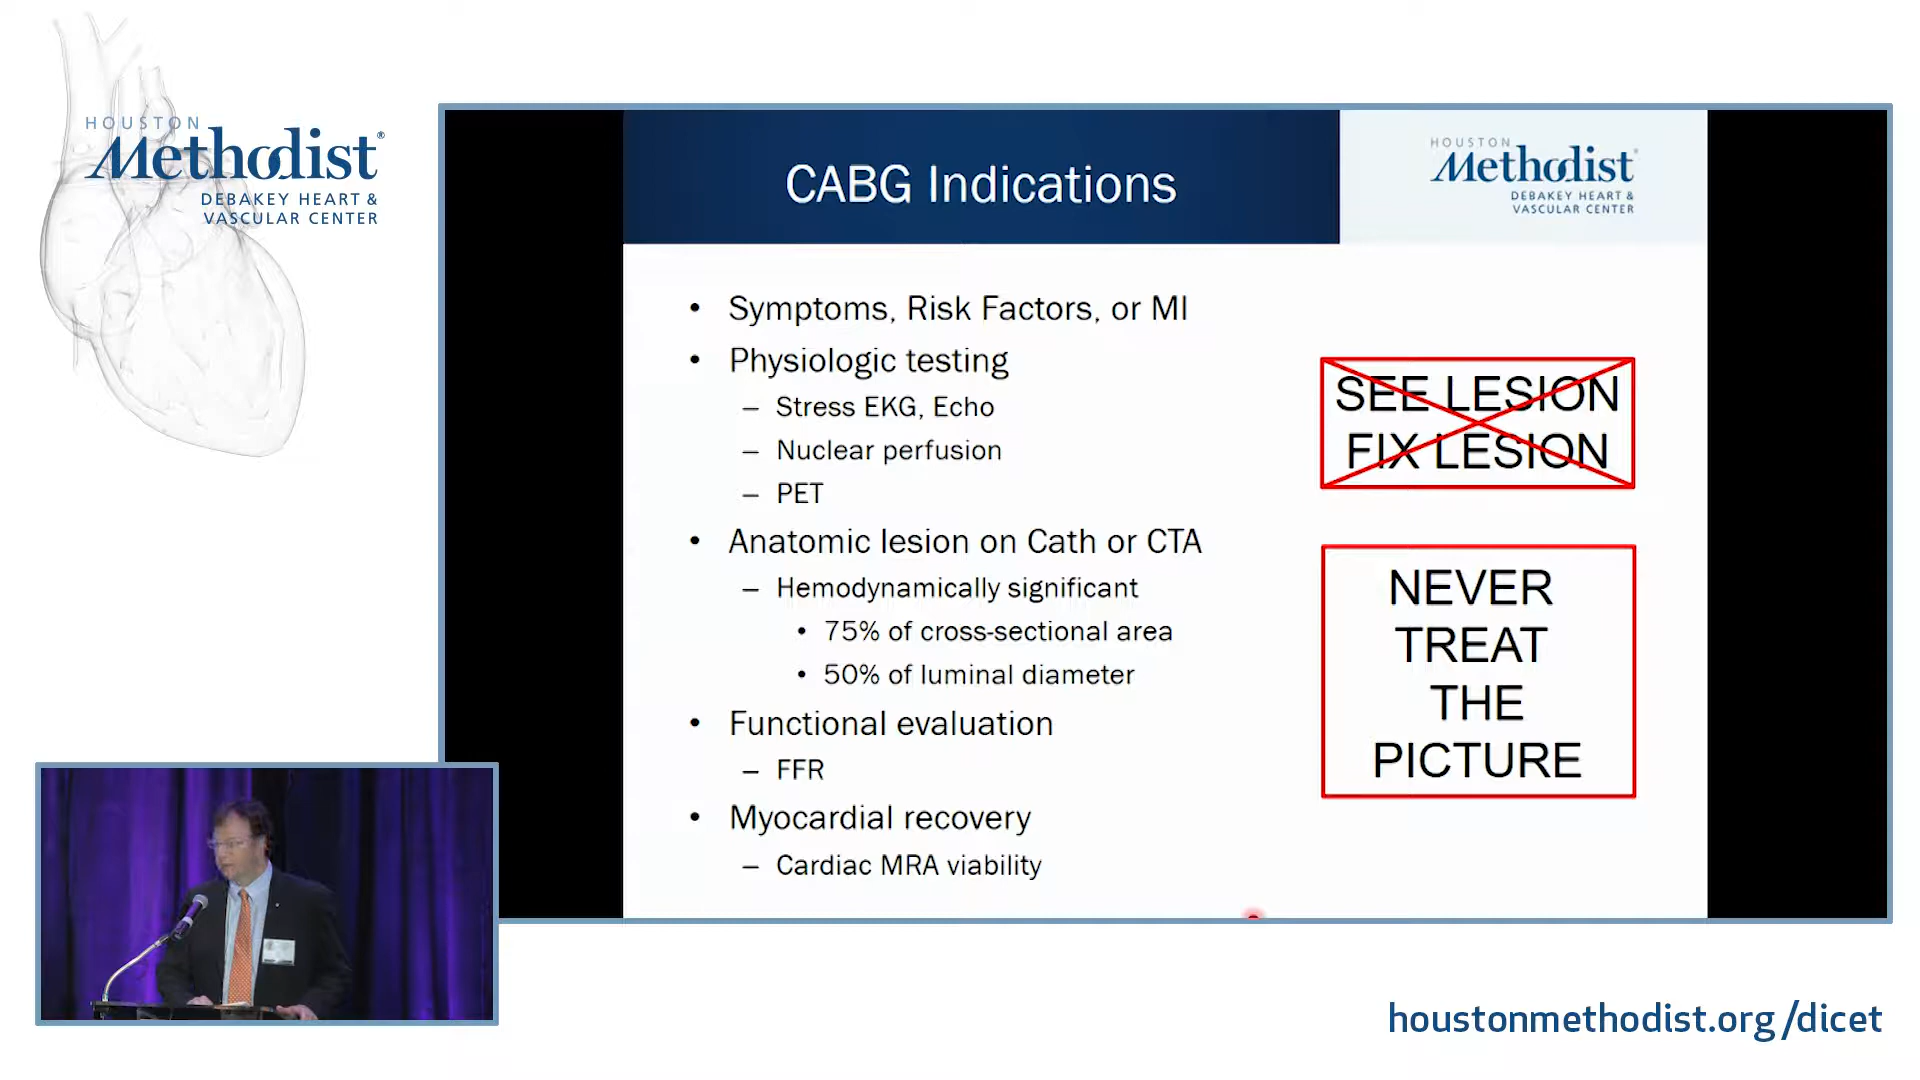 HOUSTON
Methodist®
DEBAKEY HEART &
VASCULAR CENTER
CABG Indications
HOUSTON
Methodist®
DEBAKEY HEART &
VASCULAR CENTER
• Symptoms, Risk Factors, or MI
• Physiologic testing
– Stress EKG, Echo
– Nuclear perfusion
– PET
• Anatomic lesion on Cath or CTA
– Hemodynamically significant
• 75% of cross-sectional area
• 50% of luminal diameter
• Functional evaluation
– FFR
• Myocardial recovery
– Cardiac MRA viability
SEE LESION
FIX LESION
NEVER
TREAT
THE
PICTURE
houstonmethodist.org/dicet